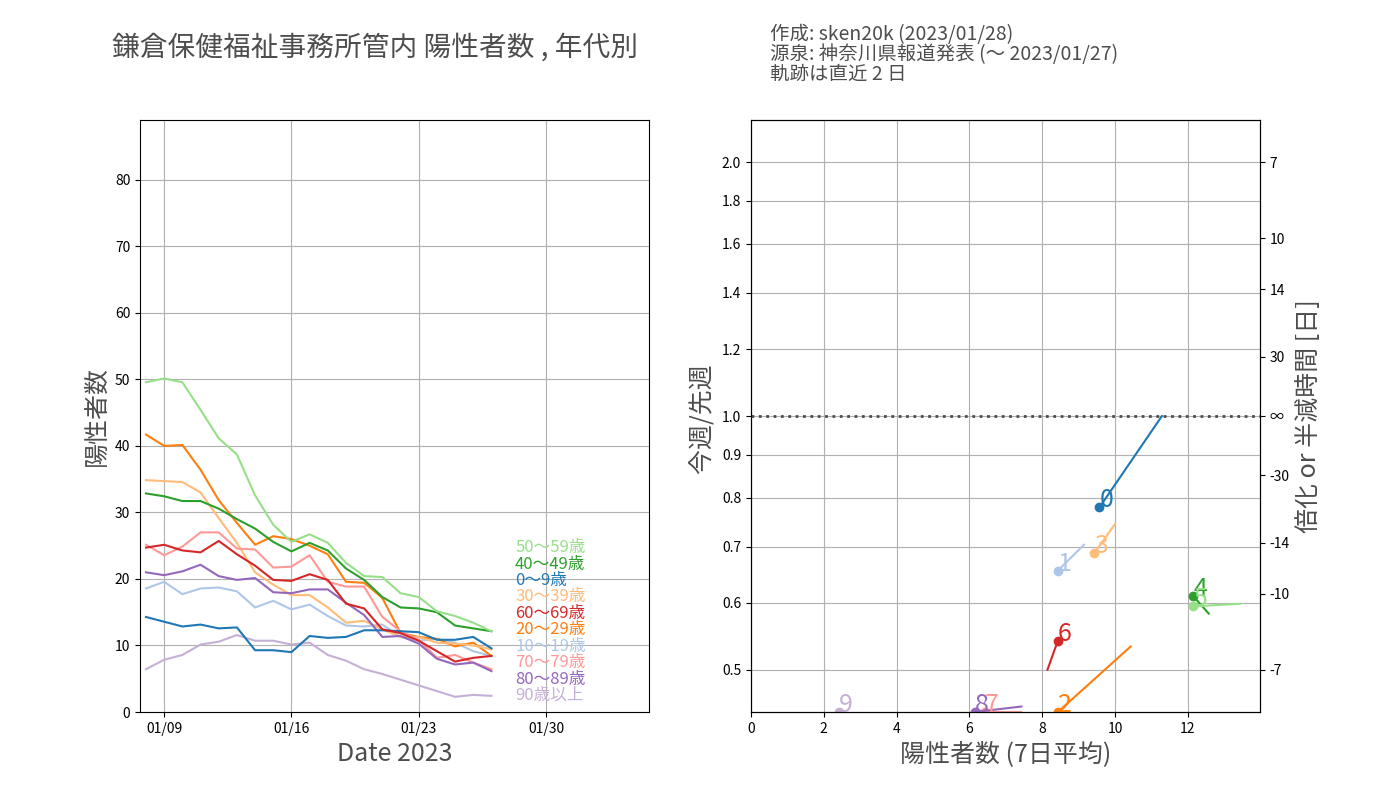 鎌倉保健福祉事務所管内 陽性者数 , 年代別
作成: sken20k (2023/01/28)
源泉: 神奈川県報道発表 (〜 2023/01/27)
軌跡は直近 2 日
陽性者数
80
70
60
50
40
30
20
10
0
01/09
01/16
01/23
01/30
Date 2023
50〜59歳
40〜49歳
0〜9歳
30〜39歳
60〜69歳
20〜29歳
10〜19歳
70〜79歳
80〜89歳
90歳以上
今週/先週
2.0
1.8
1.6
1.4
1.2
1.0
0.9
0.8
0.7
0.6
0.5
0
2
4
6
8
10
12
陽性者数 (7日平均)
7
10
14
30
∞
-30
-14
-10
-7
倍化 or 半減時間 [日]
0
3
1
4
5
6
9
8
7
2